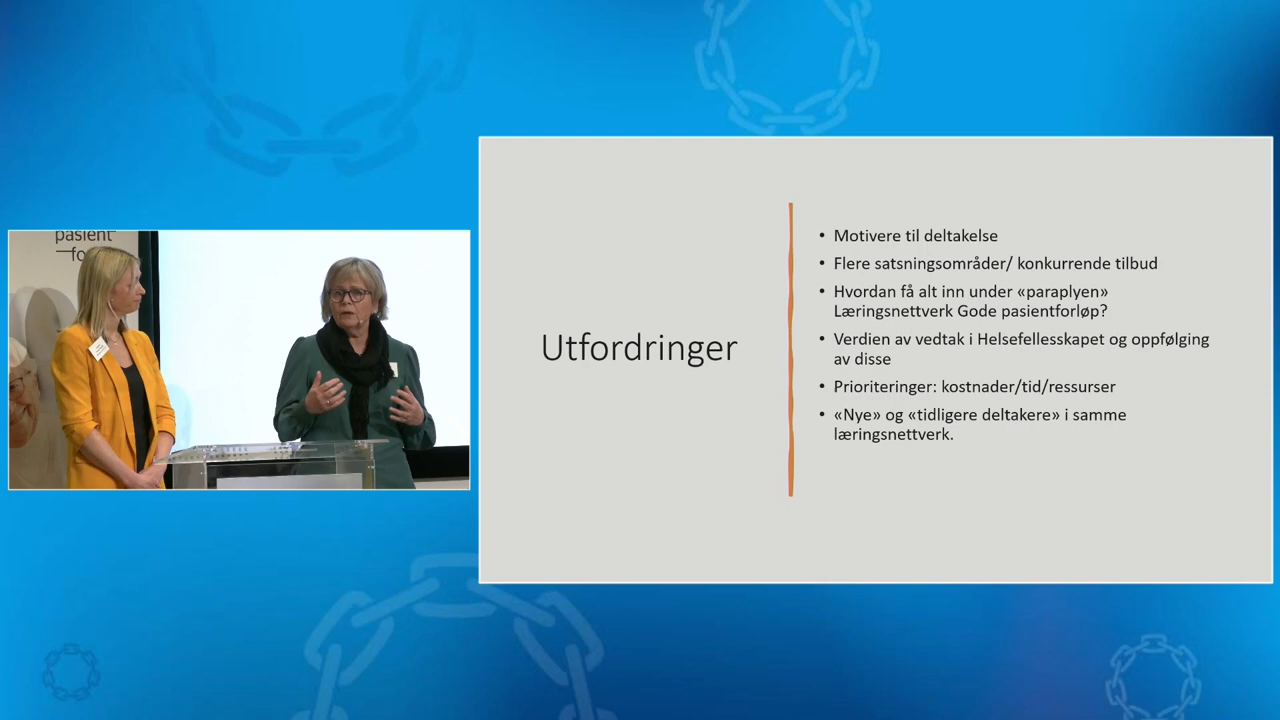 pasient
fo
Utfordringer
• Motivere til deltakelse
• Flere satsningsområder/ konkurrende tilbud
• Hvordan få alt inn under «paraplyen»
Læringsnettverk Gode pasientforløp?
• Verdien av vedtak i Helsefellesskapet og oppfølging
av disse
• Prioriteringer: kostnader/tid/ressurser
• «Nye» og «tidligere deltakere» i samme
læringsnettverk.